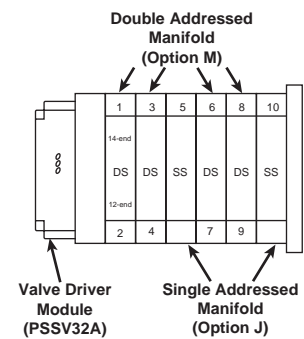 Double Addressed
Manifold
(Option M)
1 3 5 6 8 10
14-end
DS DS SS DS DS SS
12-end
2 4 7 9
Valve Driver
Module
(PSSV32A)
Single Addressed
Manifold
(Option J)